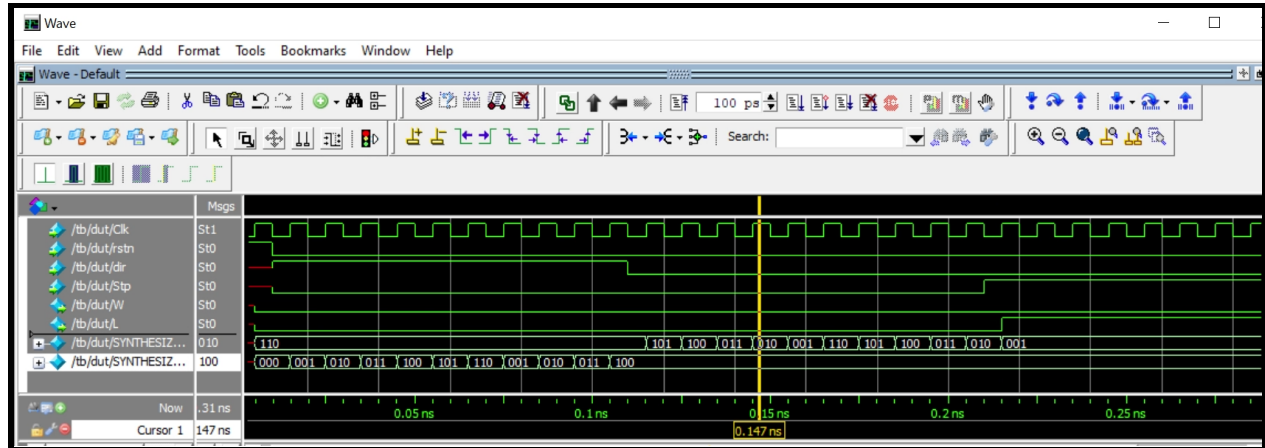 Wave
File Edit View Add Format Tools Bookmarks Window Help
Wave - Default
100 ps
Search:
Msgs
/tb/dut/Clk St1
/tb/dut/rstn St0
/tb/dut/dir St0
/tb/dut/Stp St0
/tb/dut/W St0
/tb/dut/L St0
/tb/dut/SYNTHESIZ... 010 110 101 100 011 010 001 110 101 100 011 010 001
/tb/dut/SYNTHESIZ... 100 000 001 010 011 100 101 110 001 010 011 100
Now .31 ns 0.05 ns 0.1 ns 0.15 ns 0.2 ns 0.25 ns
Cursor 1 147 ns 0.147 ns